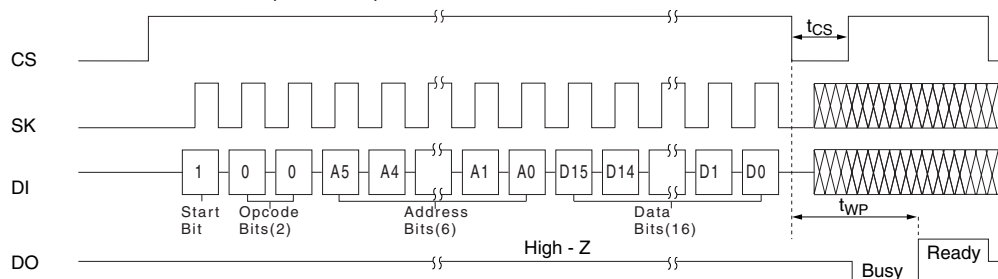 tCS
CS
SK
DI
1 0 0 A5 A4 A1 A0 D15 D14 D1 D0
Start Bit
Opcode Bits(2)
Address Bits(6)
Data Bits(16)
tWP
High - Z
Ready
DO
Busy